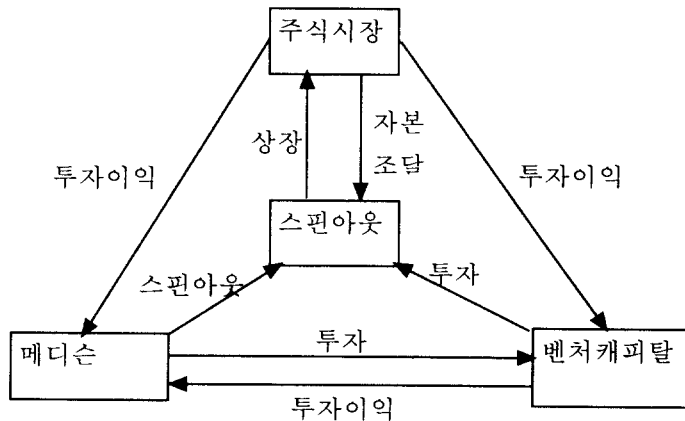 주식시장
상장
자본
조달
투자이익
투자이익
스핀아웃
스핀아웃
투자
메디슨
투자
벤처캐피탈
투자이익